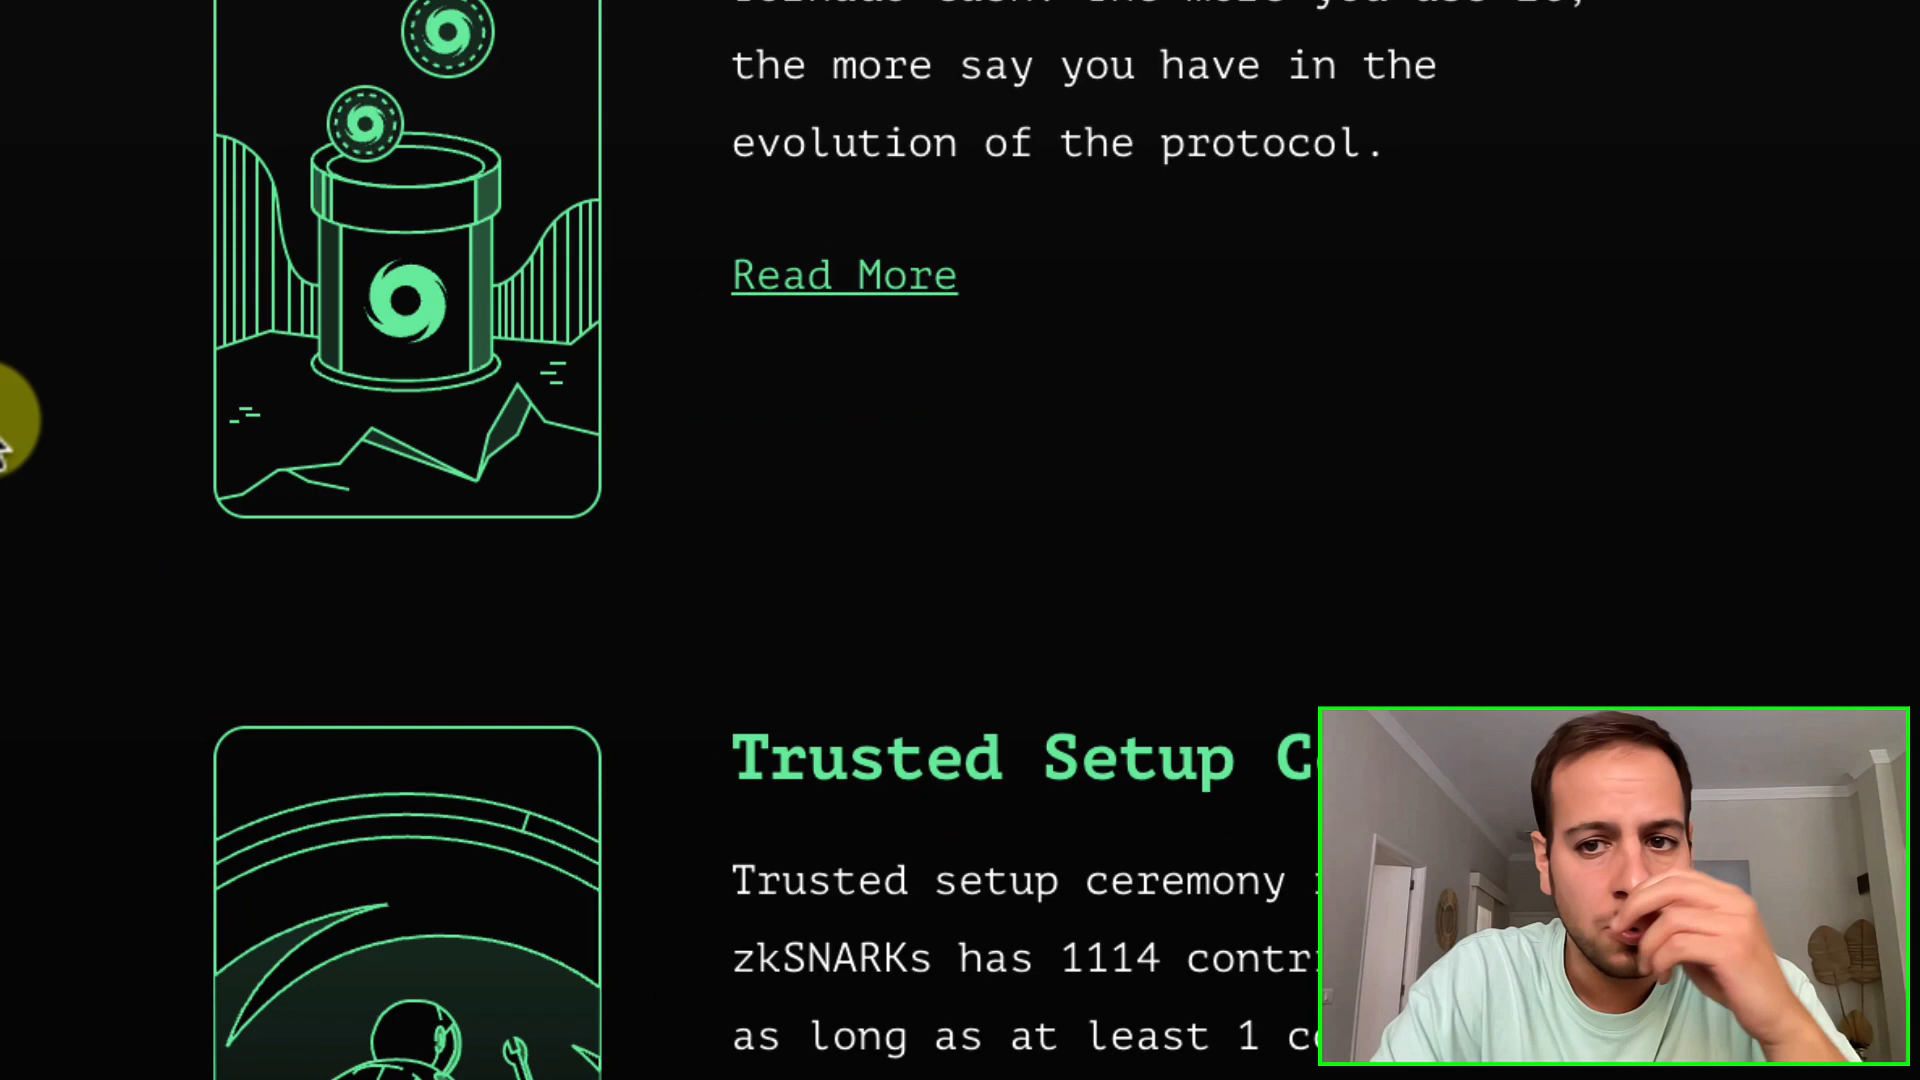 the more say you have in the
evolution of the protocol.
Read More
Trusted Setup
Trusted setup ceremony
zkSNARKs has 1114
as long as at least 1